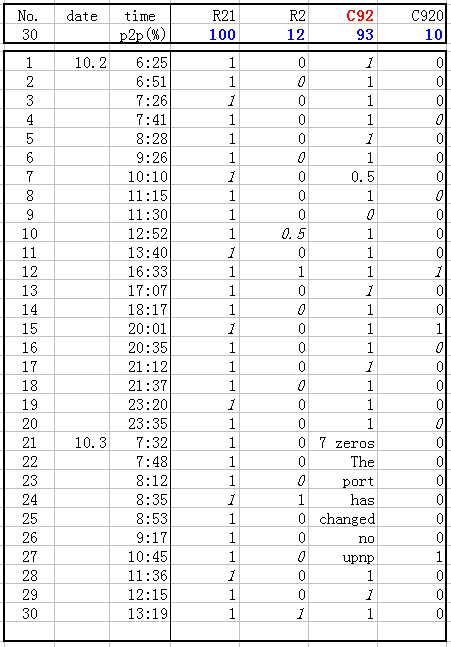 No. date time R21 R2 C92 C920
30 p2p(%) 100 12 93 10
1 10.2 6:25 1 0 1 0
2 6:51 1 0 1 0
3 7:26 1 0 1 0
4 7:41 1 0 1 0
5 8:28 1 0 1 0
6 9:26 1 0 1 0
7 10:10 1 0 0.5 0
8 11:15 1 0 1 0
9 11:30 1 0 0 0
10 12:52 1 0.5 1 0
11 13:40 1 0 1 0
12 16:33 1 1 1 1
13 17:07 1 0 1 0
14 18:17 1 0 1 0
15 20:01 1 0 1 1
16 20:35 1 0 1 0
17 21:12 1 0 1 0
18 21:37 1 0 1 0
19 23:20 1 0 1 0
20 23:35 1 0 1 0
21 10.3 7:32 1 0 7 zeros 0
22 7:48 1 0 The 0
23 8:12 1 0 port 0
24 8:35 1 1 has 0
25 8:53 1 0 changed 0
26 9:17 1 0 no 0
27 10:45 1 0 upnp 1
28 11:36 1 0 1 0
29 12:15 1 0 1 0
30 13:19 1 1 1 0